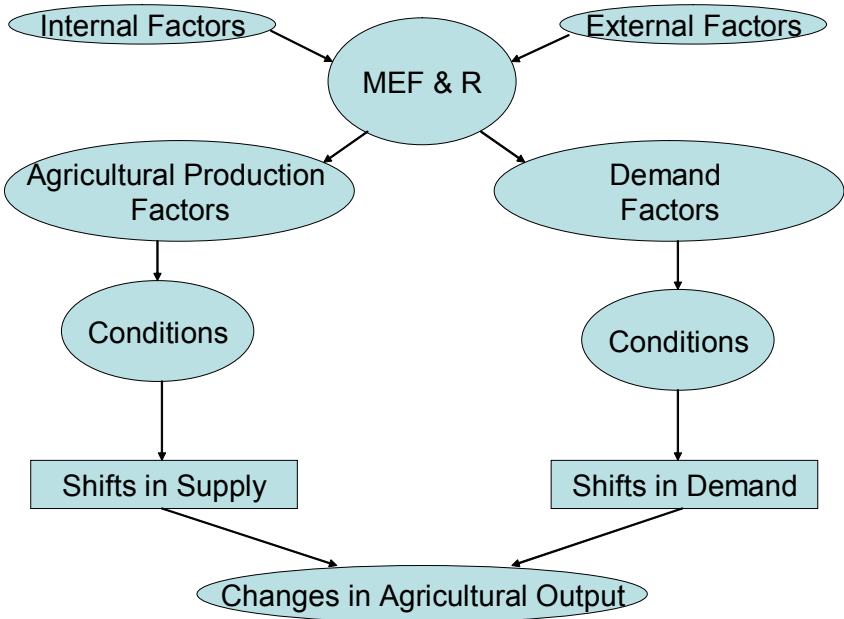 Internal Factors
External Factors
MEF & R
Agricultural Production
Factors
Demand
Factors
Conditions
Conditions
Shifts in Supply
Shifts in Demand
Changes in Agricultural Output